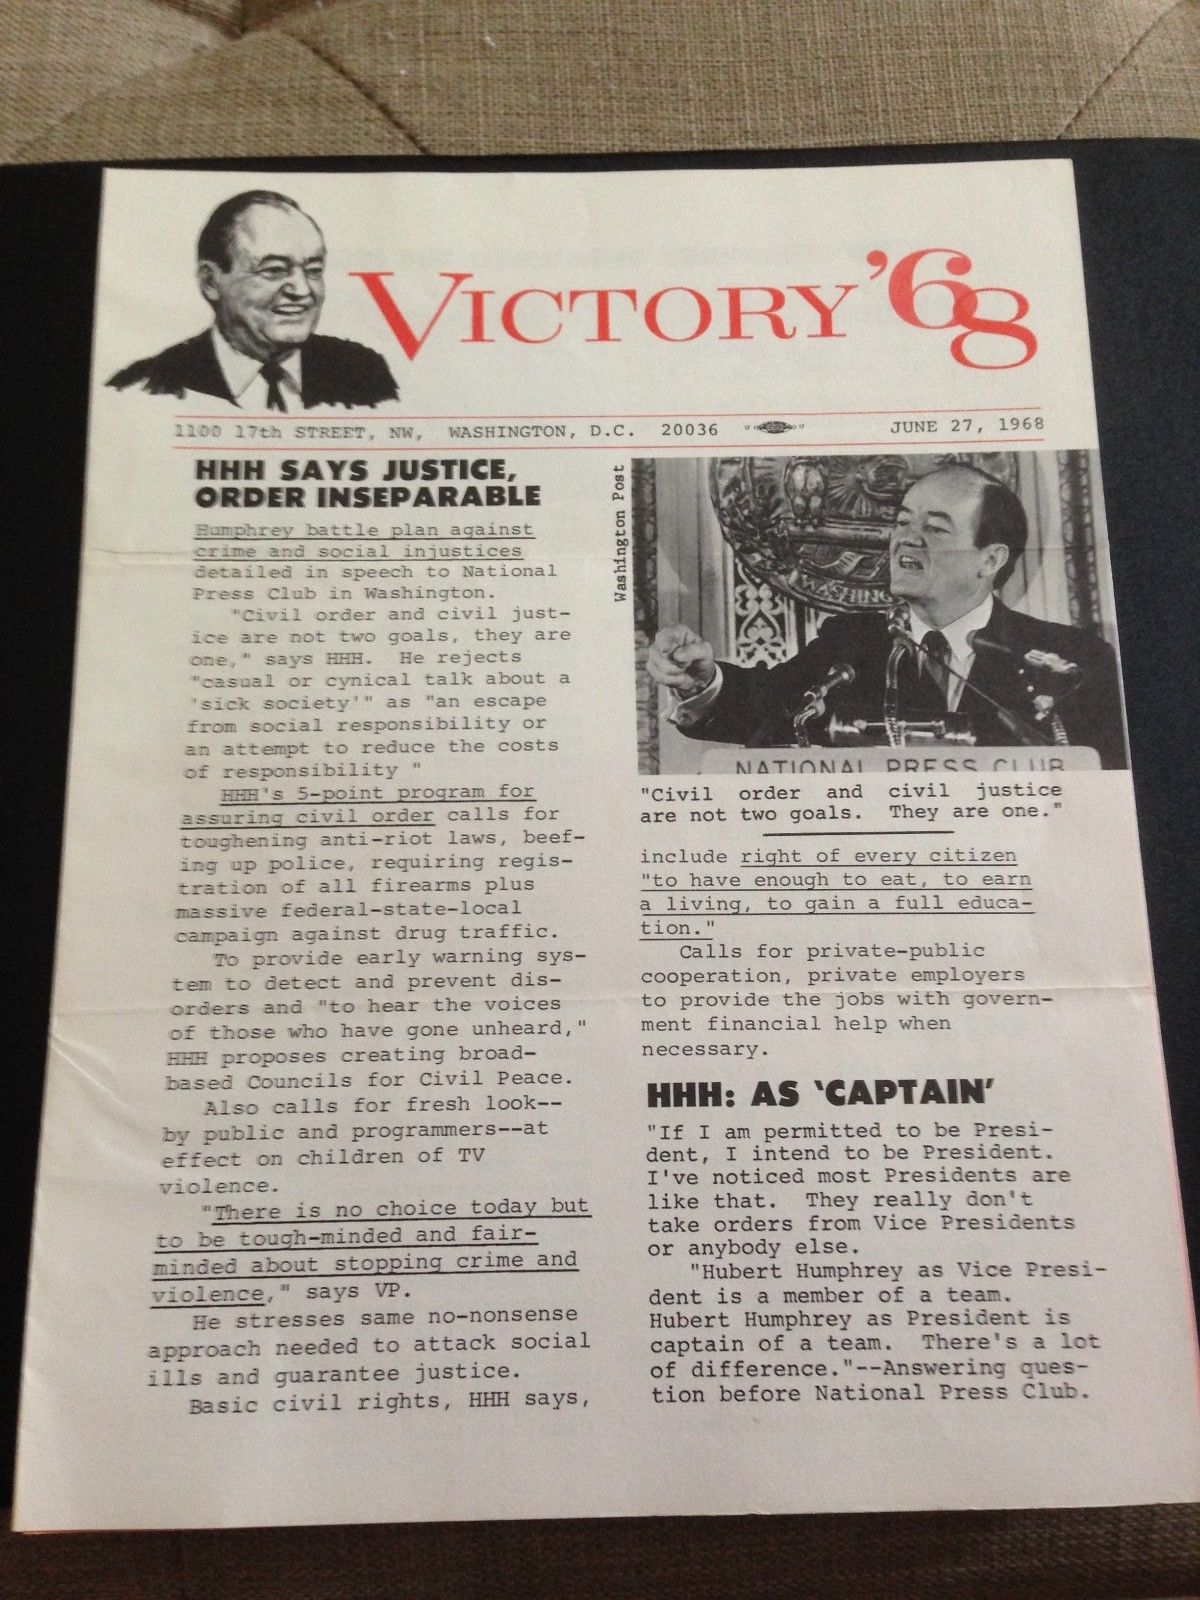 VICTORY '68
1100 17th STREET, NW, WASHINGTON, D.C. 20036
JUNE 27, 1968
HHH SAYS JUSTICE,
ORDER INSEPARABLE
Humphrey battle plan against
crime and social injustices
detailed in speech to National
Press Club in Washington.
"Civil order and civil just-
ice are not two goals, they are
one," says HHH. He rejects
"casual or cynical talk about a
'sick society'" as "an escape
from social responsibility or
an attempt to reduce the costs
of responsibility "
HHH's 5-point program for
assuring civil order calls for
toughening anti-riot laws, beef-
ing up police, requiring regis-
tration of all firearms plus
massive federal-state-local
campaign against drug traffic.
To provide early warning sys-
tem to detect and prevent dis-
orders and "to hear the voices
of those who have gone unheard,"
HHH proposes creating broad-
based Councils for Civil Peace.
Also calls for fresh look--
by public and programmers--at
effect on children of TV
violence.
"There is no choice today but
to be tough-minded and fair-
minded about stopping crime and
violence," says VP.
He stresses same no-nonsense
approach needed to attack social
ills and guarantee justice.
Basic civil rights, HHH says,
Washington Post
WASHING
NATIONAL PRESS CLUB
"Civil order and civil justice
are not two goals. They are one."
include right of every citizen
"to have enough to eat, to earn
a living, to gain a full educa-
tion."
Calls for private-public
cooperation, private employers
to provide the jobs with govern-
ment financial help when
necessary.
HHH: AS 'CAPTAIN'
"If I am permitted to be Presi-
dent, I intend to be President.
I've noticed most Presidents are
like that. They really don't
take orders from Vice Presidents
or anybody else.
"Hubert Humphrey as Vice Presi-
dent is a member of a team.
Hubert Humphrey as President is
captain of a team. There's a lot
of difference."--Answering ques-
tion before National Press Club.